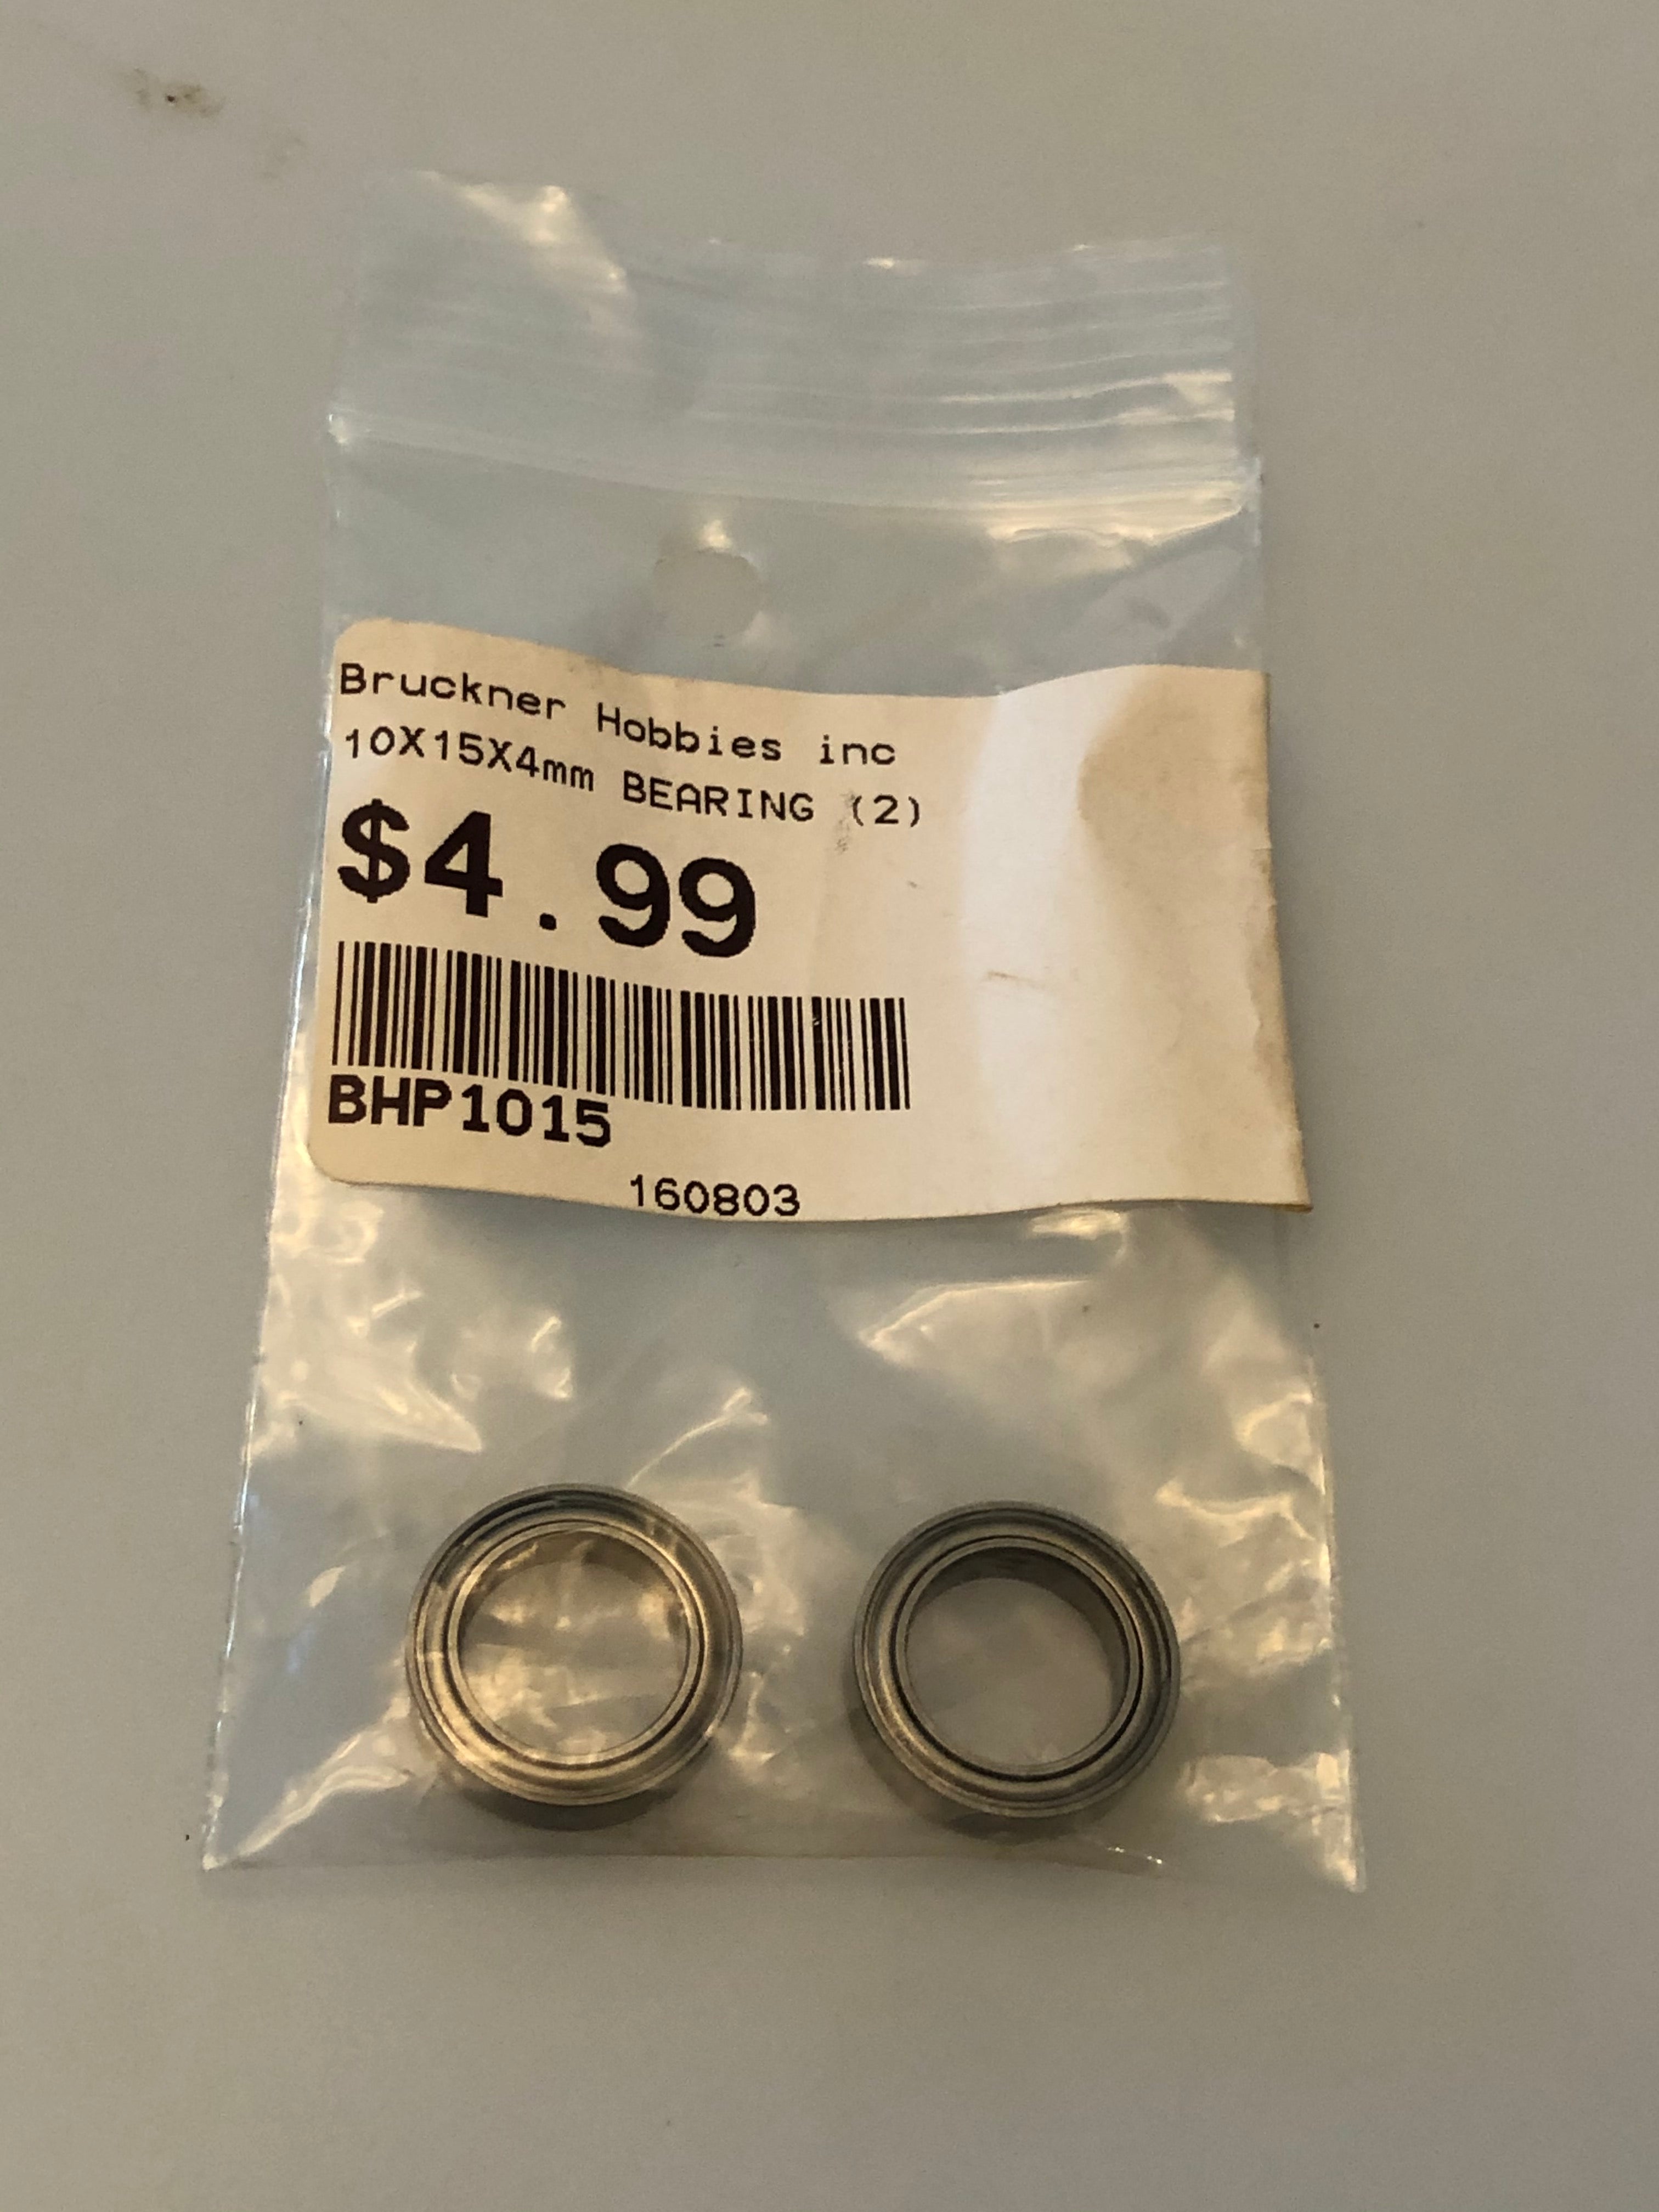 Bruckner Hobbies inc
10X15X4mm BEARING (2)
$4.99
BHP1015
160803